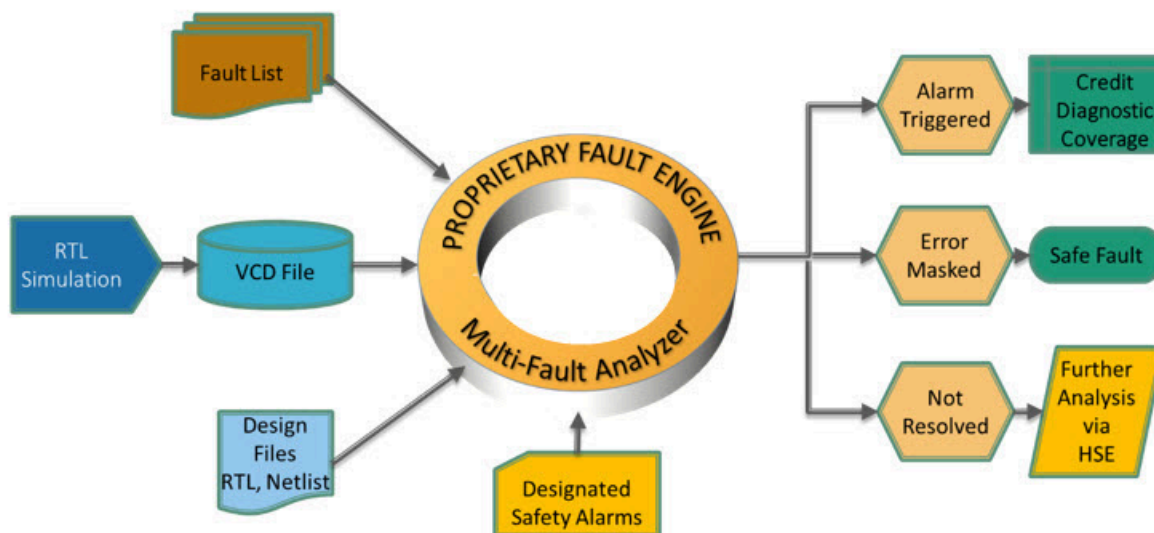 Fault List
RTL
Simulation
VCD File
Design
Files
RTL, Netlist
PROPRIETARY FAULT ENGINE
Multi-Fault Analyzer
Designated
Safety Alarms
Alarm
Triggered
Credit
Diagnostic
Coverage
Error
Masked
Safe Fault
Not
Resolved
Further
Analysis
via
HSE